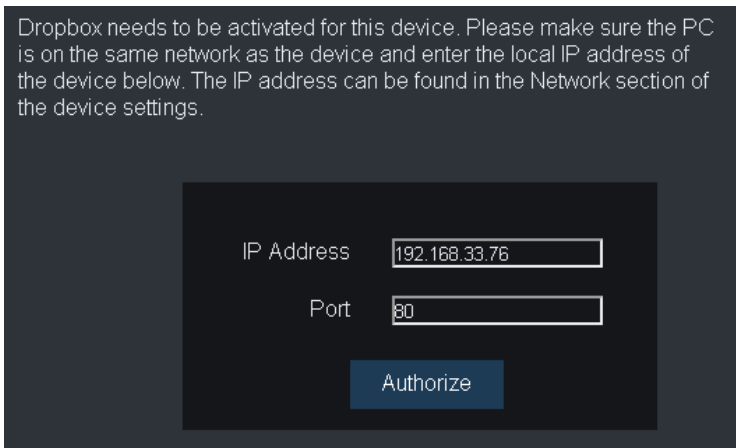 Dropbox needs to be activated for this device. Please make sure the PC
is on the same network as the device and enter the local IP address of
the device below. The IP address can be found in the Network section of
the device settings.
IP Address 192.168.33.76
Port 80
Authorize